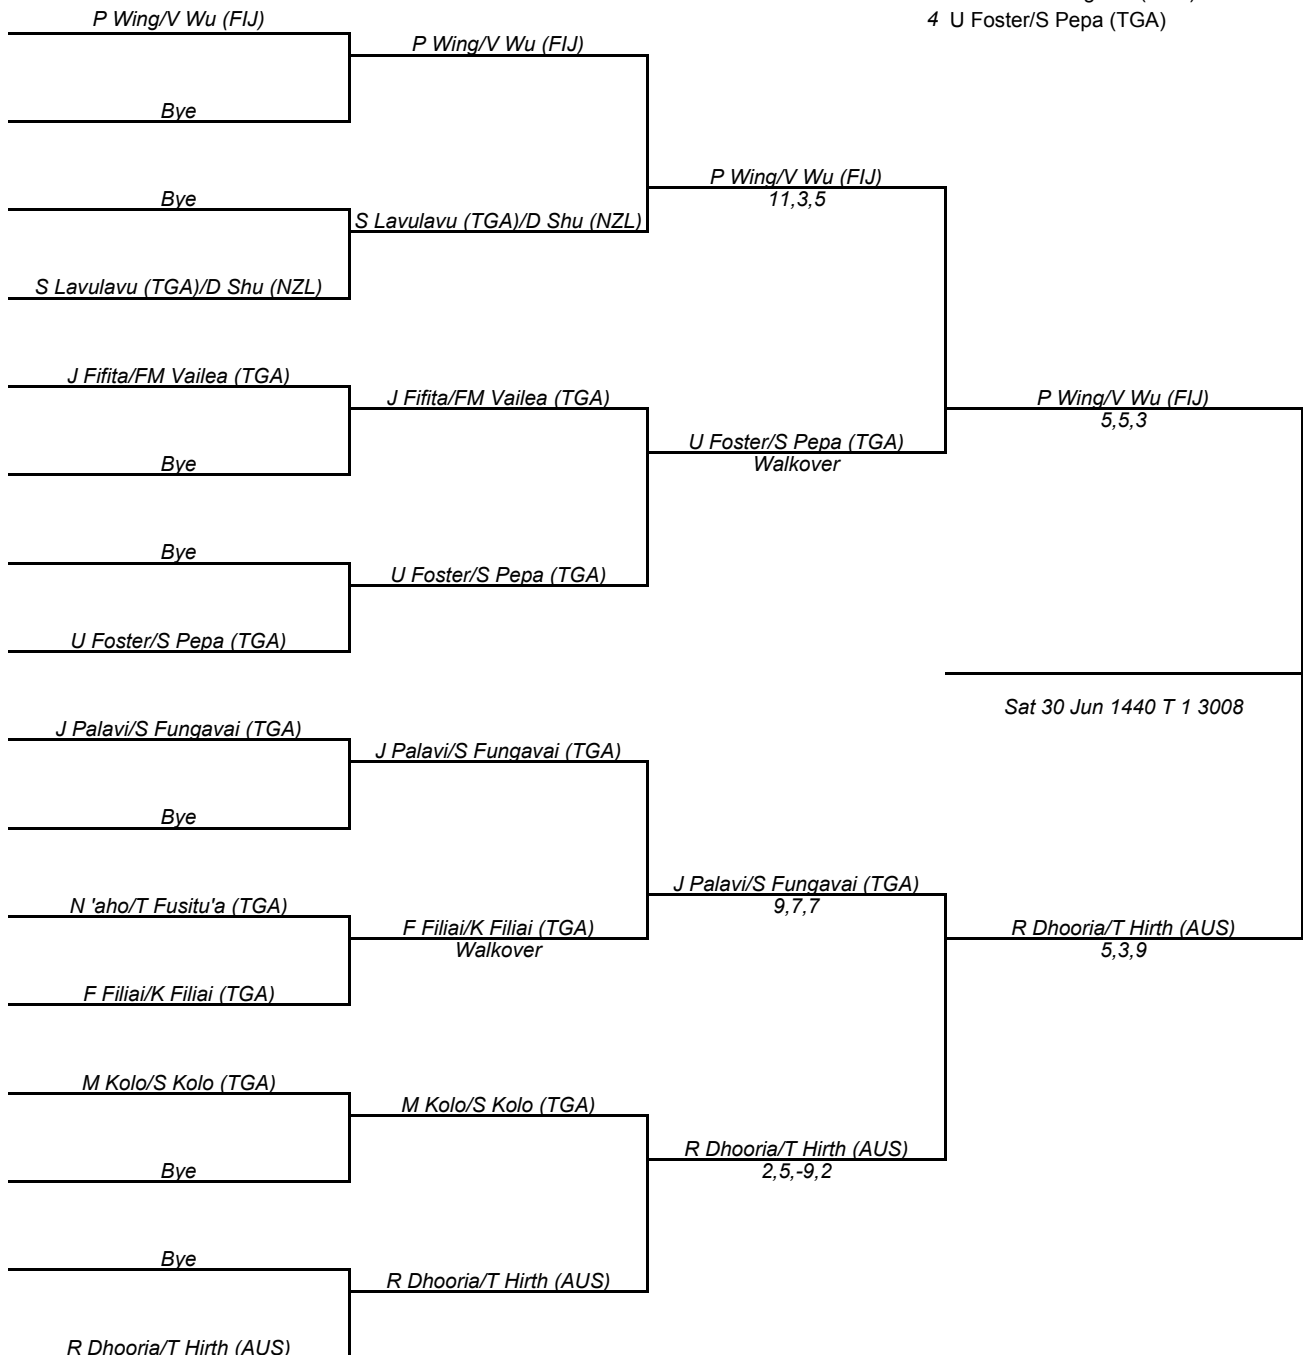 4 U Foster/S Pepa (TGA)
P Wing/V Wu (FIJ)
Bye
Bye
S Lavulavu (TGA)/D Shu (NZL)
J Fifita/FM Vailea (TGA)
Bye
Bye
U Foster/S Pepa (TGA)
J Palavi/S Fungavai (TGA)
Bye
N 'aho/T Fusitu'a (TGA)
F Filiai/K Filiai (TGA)
M Kolo/S Kolo (TGA)
Bye
Bye
R Dhooria/T Hirth (AUS)
P Wing/V Wu (FIJ)
S Lavulavu (TGA)/D Shu (NZL)
J Fifita/FM Vailea (TGA)
U Foster/S Pepa (TGA)
J Palavi/S Fungavai (TGA)
F Filiai/K Filiai (TGA)
Walkover
M Kolo/S Kolo (TGA)
R Dhooria/T Hirth (AUS)
P Wing/V Wu (FIJ)
11,3,5
U Foster/S Pepa (TGA)
Walkover
J Palavi/S Fungavai (TGA)
9,7,7
R Dhooria/T Hirth (AUS)
2,5,-9,2
P Wing/V Wu (FIJ)
5,5,3
R Dhooria/T Hirth (AUS)
5,3,9
Sat 30 Jun 1440 T 1 3008